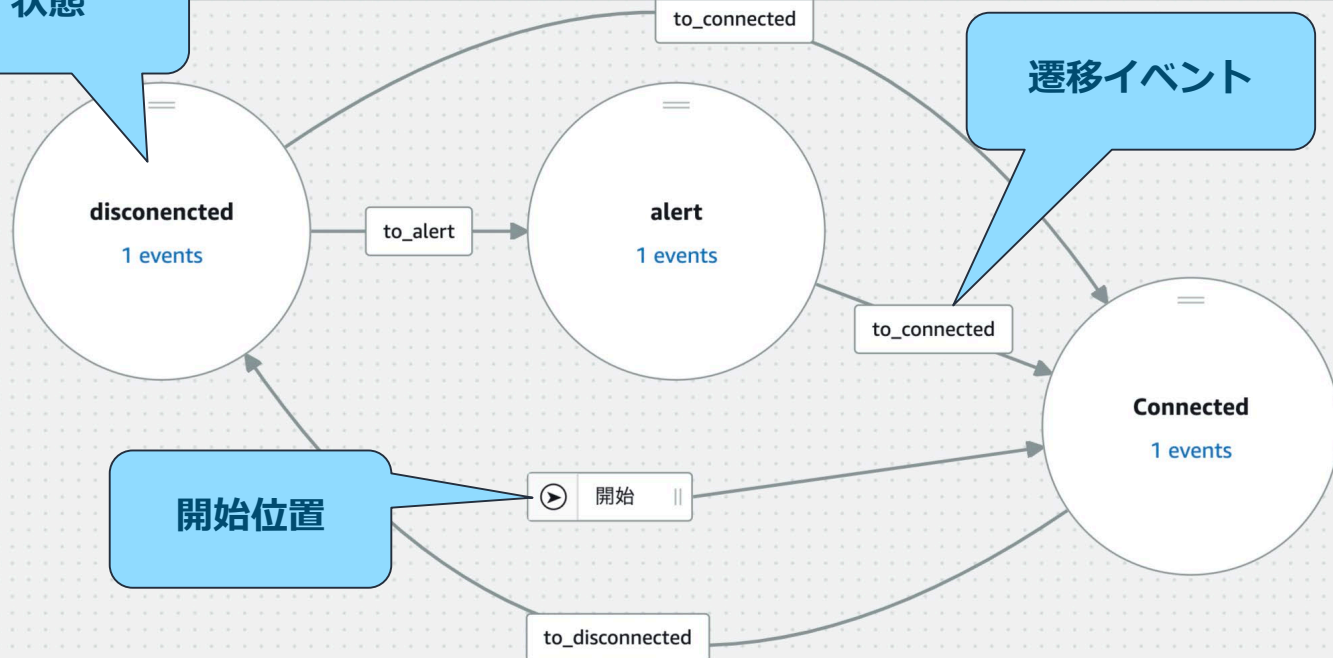 状態
to_connected
遷移イベント
disconencted
1 events
to_alert
alert
1 events
to_connected
Connected
1 events
開始位置
開始
to_disconnected